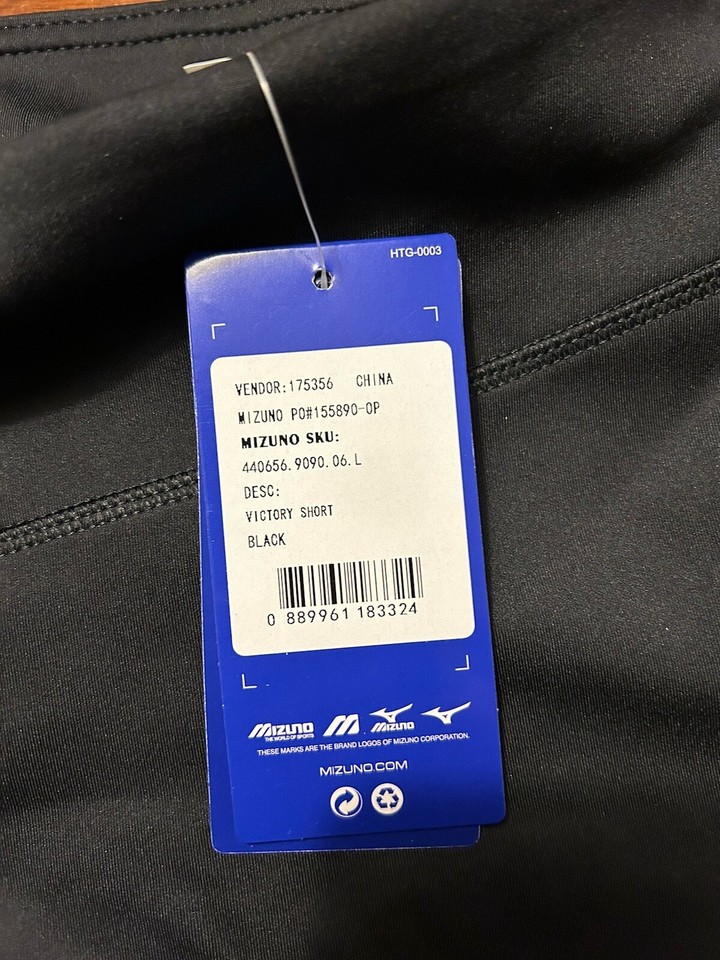 HTG-0003
VENDOR:175356 CHINA
MIZUNO PO#155890-OP
MIZUNO SKU:
440656.9090.06.L
DESC:
VICTORY SHORT
BLACK
0 889961 183324
MIZUNO MIZUNO
THE WORLD OF SPORTS
THESE MARKS ARE THE BRAND LOGOS OF MIZUNO CORPORATION.
MIZUNO.COM